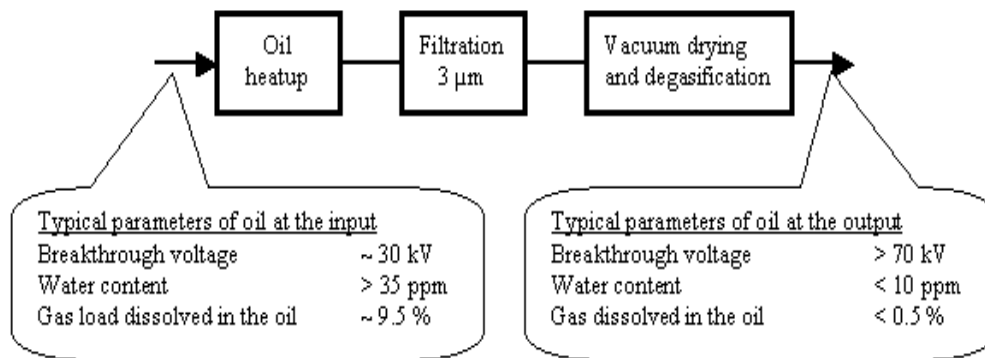 Oil
heatup
Filtration
3 μm
Vacuum drying
and degasification
Typical parameters of oil at the input
Breakthrough voltage ~ 30 kV
Water content > 35 ppm
Gas load dissolved in the oil ~ 9.5 %
Typical parameters of oil at the output
Breakthrough voltage > 70 kV
Water content < 10 ppm
Gas dissolved in the oil < 0.5 %